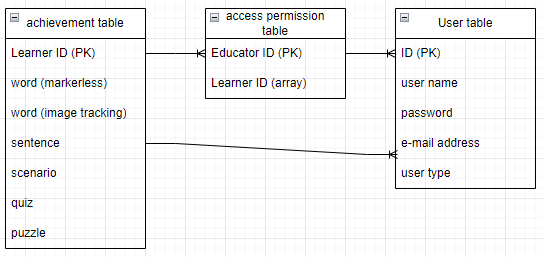 achievement table
Learner ID (PK)
word (markerless)
word (image tracking)
sentence
scenario
quiz
puzzle
access permission
table
Educator ID (PK)
Learner ID (array)
User table
ID (PK)
user name
password
e-mail address
user type